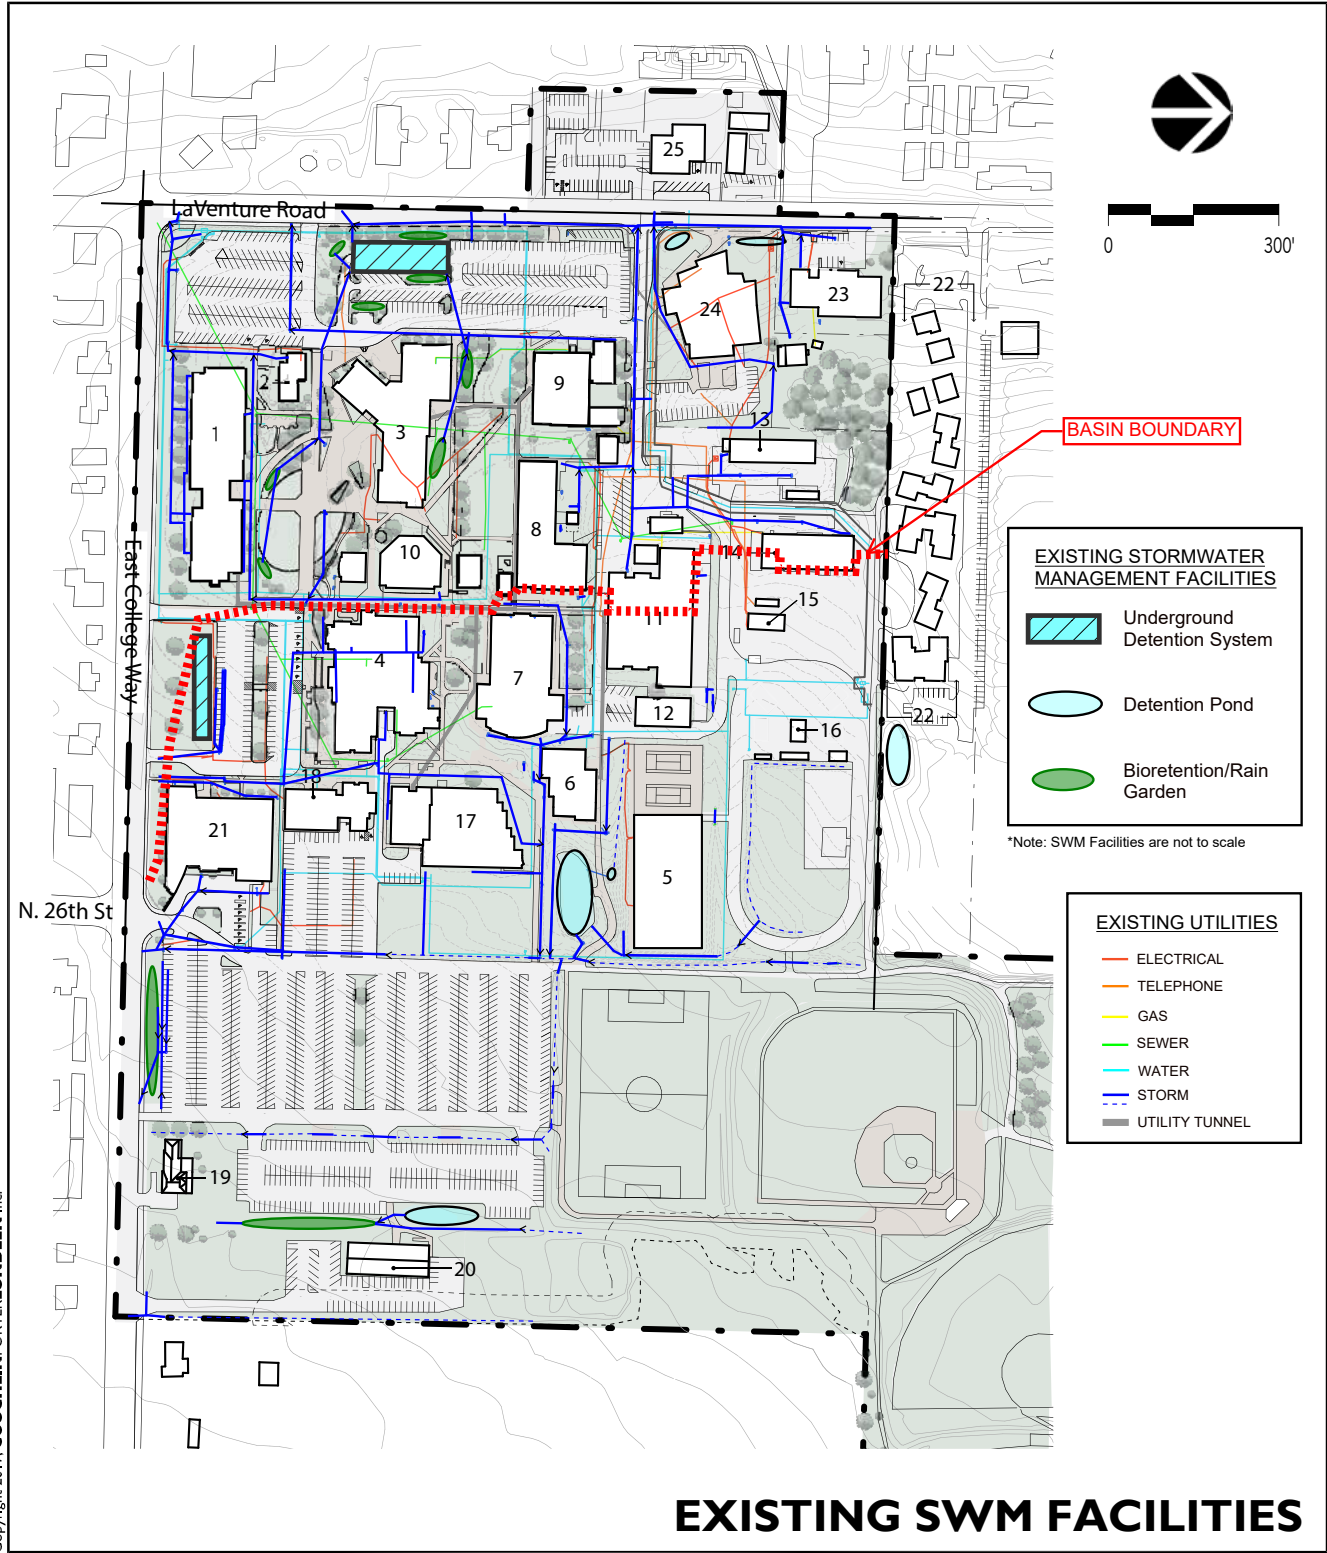 25
LaVenture Road
0
300'
22
23
24
2
9
1
3
13
BASIN BOUNDARY
8
10
14
East College Way
EXISTING STORMWATER
MANAGEMENT FACILITIES
Underground
Detention System
Detention Pond
Bioretention/Rain
Garden
15
11
4
7
12
22
16
18
6
21
17
5
*Note: SWM Facilities are not to scale
N. 26th St
EXISTING UTILITIES
ELECTRICAL
TELEPHONE
GAS
SEWER
WATER
STORM
UTILITY TUNNEL
19
20
EXISTING SWM FACILITIES